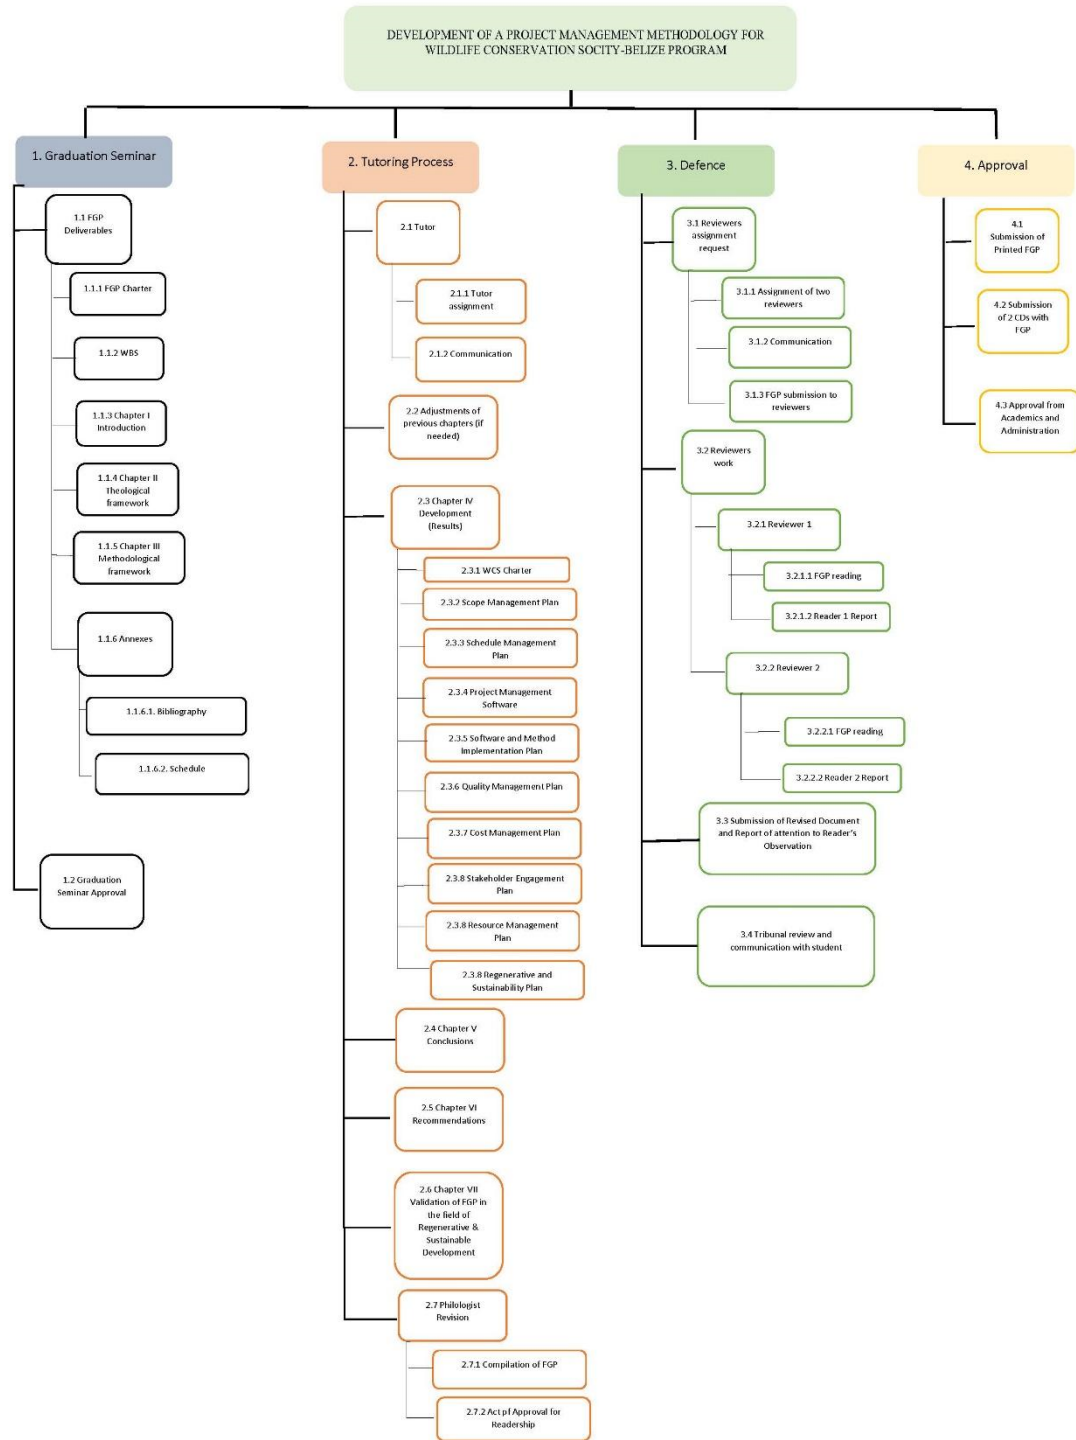 DEVELOPMENT OF A PROJECT MANAGEMENT METHODOLOGY FOR
WILDLIFE CONSERVATION SOCITY-BELIZE PROGRAM
1. Graduation Seminar
1.1 FGP
Deliverables
1.1.1 FGP Charter
1.1.2 WBS
1.1.3 Chapter I
Introduction
1.1.4 Chapter II
Theological
framework
1.1.5 Chapter III
Methodological
framework
1.1.6 Annexes
1.1.6.1. Bibliography
1.1.6.2. Schedule
1.2 Graduation
Seminar Approval
2. Tutoring Process
2.1 Tutor
2.1.1 Tutor
assignment
2.1.2 Communication
2.2 Adjustments of
previous chapters (if
needed)
2.3 Chapter IV
Development
(Results)
2.3.1 WCS Charter
2.3.2 Scope Management Plan
2.3.3 Schedule Management
Plan
2.3.4 Project Management
Software
2.3.5 Software and Method
Implementation Plan
2.3.6 Quality Management Plan
2.3.7 Cost Management Plan
2.3.8 Stakeholder Engagement
Plan
2.3.8 Resource Management
Plan
2.3.8 Regenerative and
Sustainability Plan
2.4 Chapter V
Conclusions
2.5 Chapter VI
Recommendations
2.6 Chapter VII
Validation of FGP in
the field of
Regenerative &
Sustainable
Development
2.7 Philologist
Revision
2.7.1 Compilation of FGP
2.7.2 Act pf Approval for
Readership
3. Defence
3.1 Reviewers
assignment
request
3.1.1 Assignment of two
reviewers
3.1.2 Communication
3.1.3 FGP submission to
reviewers
3.2 Reviewers
work
3.2.1 Reviewer 1
3.2.1.1 FGP reading
3.2.1.2 Reader 1 Report
3.2.2 Reviewer 2
3.2.2.1 FGP reading
3.2.2.2 Reader 2 Report
3.3 Submission of Revised Document
and Report of attention to Reader's
Observation
3.4 Tribunal review and
communication with student
4. Approval
4.1
Submission of
Printed FGP
4.2 Submission
of 2 CDs with
FGP
4.3 Approval from
Academics and
Administration